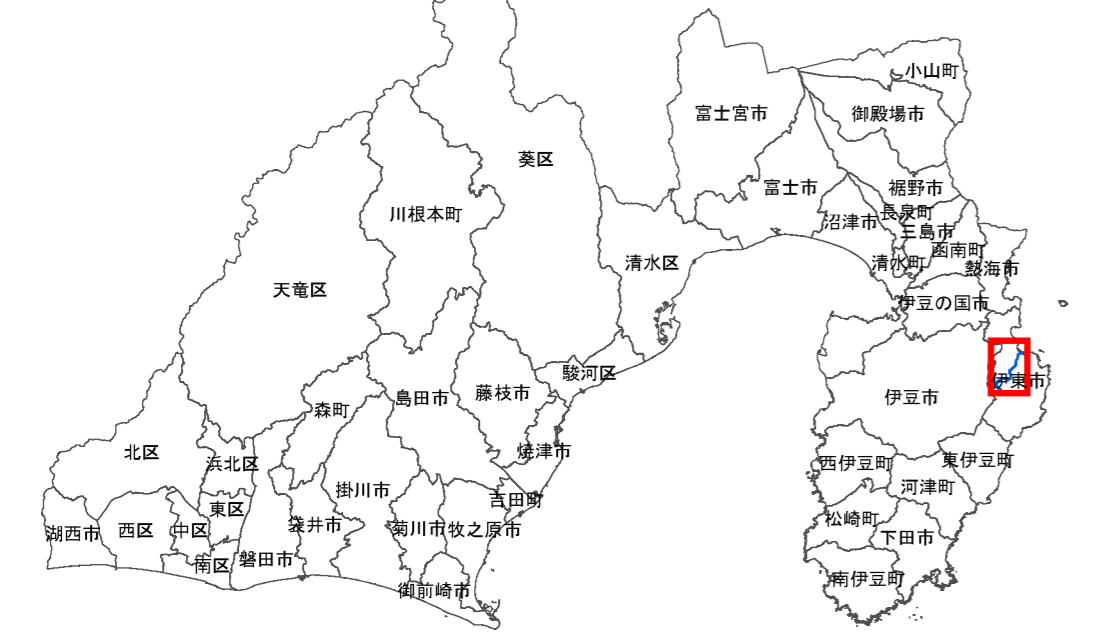 小山町
富士宮市
御殿場市
葵区
富士市
裾野市
川根本町
長泉町
沼津市
三島市
函南町
清水区
清水町
熱海市
天竜区
伊豆の国市
駿河区
伊東市
藤枝市
島田市
伊豆市
森町
焼津市
北区
浜北区
西伊豆町
東伊豆町
掛川市
河津町
吉田町
東区
袋井市
松崎町
湖西市
西区
中区
菊川市
牧之原市
下田市
磐田市
南区
南伊豆町
御前崎市